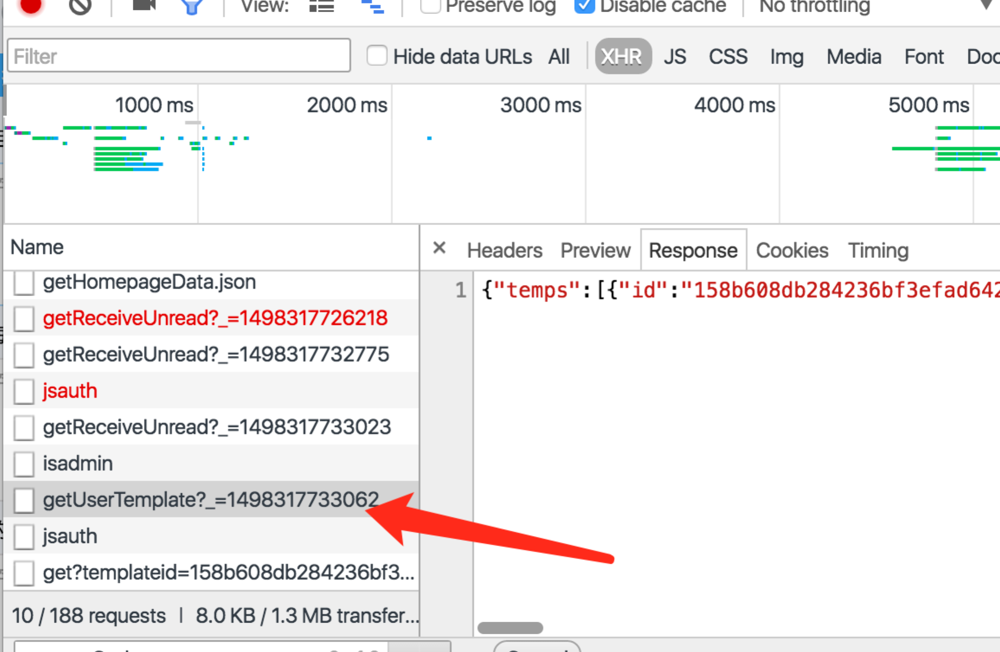 View: Preserve log Disable cache No throttling
Filter Hide data URLs All XHR JS CSS Img Media Font Doc
1000 ms 2000 ms 3000 ms 4000 ms 5000 ms
Name
× Headers Preview Response Cookies Timing
getHomepageData.json
getReceiveUnread?_=1498317726218
getReceiveUnread?_=1498317732775
jsauth
getReceiveUnread?_=1498317733023
isadmin
getUserTemplate?_=1498317733062
jsauth
get?templateid=158b608db284236bf3...
1 {"temps":[{"id":"158b608db284236bf3efad642
10 / 188 requests | 8.0 KB / 1.3 MB transfer...